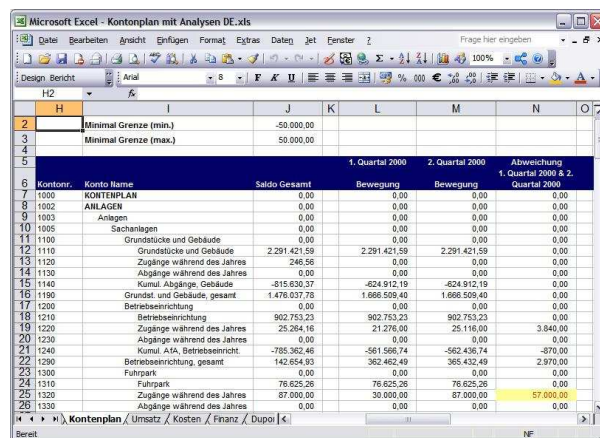 Microsoft Excel - Kontonplan mit Analysen DE.xls
Datei Bearbeiten Ansicht Einfügen Format Extras Daten Jet Fenster ? Frage hier eingeben
100%
Design Bericht Arial 8 F K U % 000 €
H2 fx
H I J K L M N O
2 Minimal Grenze (min.) -50.000,00
3 Minimal Grenze (max.) 50.000,00
4
5 1. Quartal 2000 2. Quartal 2000 Abweichung
1. Quartal 2000 & 2.
6 Kontonr. Konto Name Saldo Gesamt Bewegung Bewegung Quartal 2000
7 1000 KONTENPLAN 0,00 0,00 0,00 0,00
8 1002 ANLAGEN 0,00 0,00 0,00 0,00
9 1003 Anlagen 0,00 0,00 0,00 0,00
10 1005 Sachanlagen 0,00 0,00 0,00 0,00
11 1100 Grundstücke und Gebäude 0,00 0,00 0,00 0,00
12 1110 Grundstücke und Gebäude 2.291.421,59 2.291.421,59 2.291.421,59 0,00
13 1120 Zugänge während des Jahres 246,56 0,00 0,00 0,00
14 1130 Abgänge während des Jahres 0,00 0,00 0,00 0,00
15 1140 Kumul. Abgänge, Gebäude -815.630,37 -624.912,19 -624.912,19 0,00
16 1190 Grundst. und Gebäude, gesamt 1.476.037,78 1.666.509,40 1.666.509,40 0,00
17 1200 Betriebseinrichtung 0,00 0,00 0,00 0,00
18 1210 Betriebseinrichtung 902.753,23 902.753,23 902.753,23 0,00
19 1220 Zugänge während des Jahres 25.264,16 21.276,00 25.116,00 3.840,00
20 1230 Abgänge während des Jahres 0,00 0,00 0,00 0,00
21 1240 Kumul. AfA, Betriebseinricht. -785.362,46 -561.566,74 -562.436,74 -870,00
22 1290 Betriebseinrichtung, gesamt 142.654,93 362.462,49 365.432,49 2.970,00
23 1300 Fuhrpark 0,00 0,00 0,00 0,00
24 1310 Fuhrpark 76.625,26 76.625,26 76.625,26 0,00
25 1320 Zugänge während des Jahres 87.000,00 30.000,00 87.000,00 57.000,00
26 1330 Abgänge während des Jahres 0,00 0,00 0,00 0,00
Kontenplan / Umsatz / Kosten / Finanz / Dupo
Bereit NF